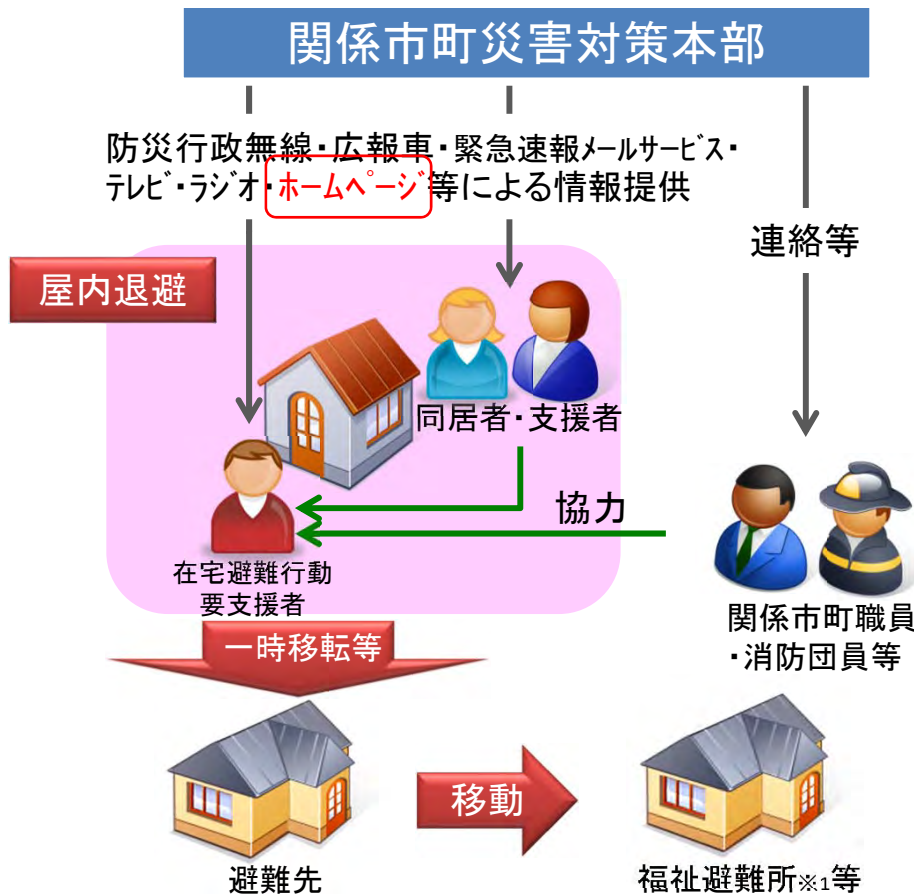 関係市町災害対策本部
防災行政無線・広報車・緊急速報メールサービス・
テレビ・ラジオ・ホームページ等による情報提供
連絡等
屋内退避
同居者・支援者
協力
在宅避難行動
要支援者
関係市町職員
・消防団員等
一時移転等
移動
避難先
福祉避難所※1等